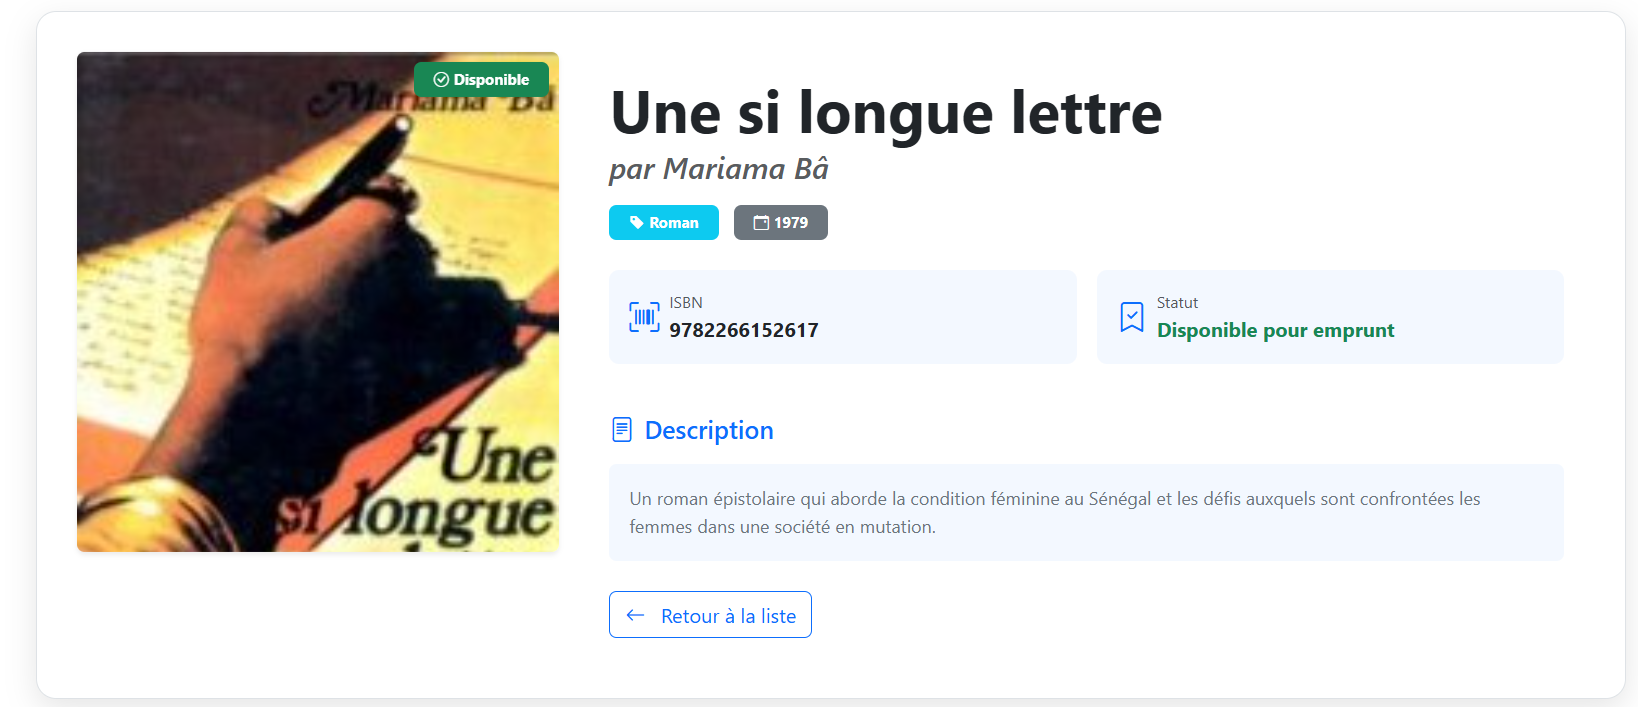 Disponible
Mariama Bâ
Une
si longue
Une si longue lettre
par Mariama Bâ
Roman
1979
ISBN
9782266152617
Statut
Disponible pour emprunt
Description
Un roman épistolaire qui aborde la condition féminine au Sénégal et les défis auxquels sont confrontées les
femmes dans une société en mutation.
← Retour à la liste